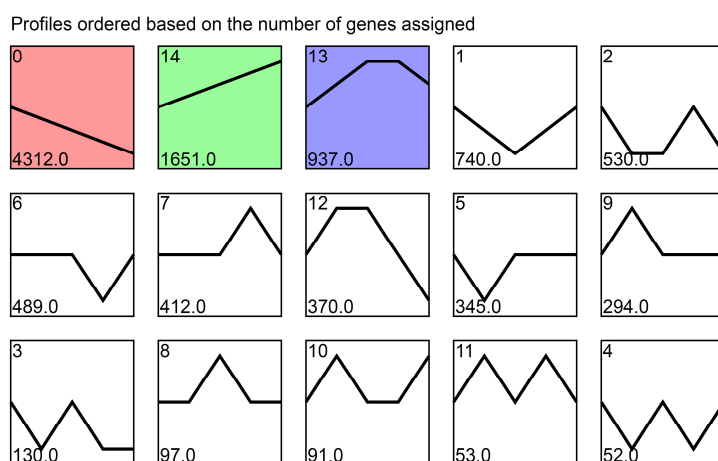 Profiles ordered based on the number of genes assigned
0 14 13 1 2
4312.0 1651.0 937.0 740.0 530.0
6 7 12 5 9
489.0 412.0 370.0 345.0 294.0
3 8 10 11 4
130.0 97.0 91.0 53.0 52.0